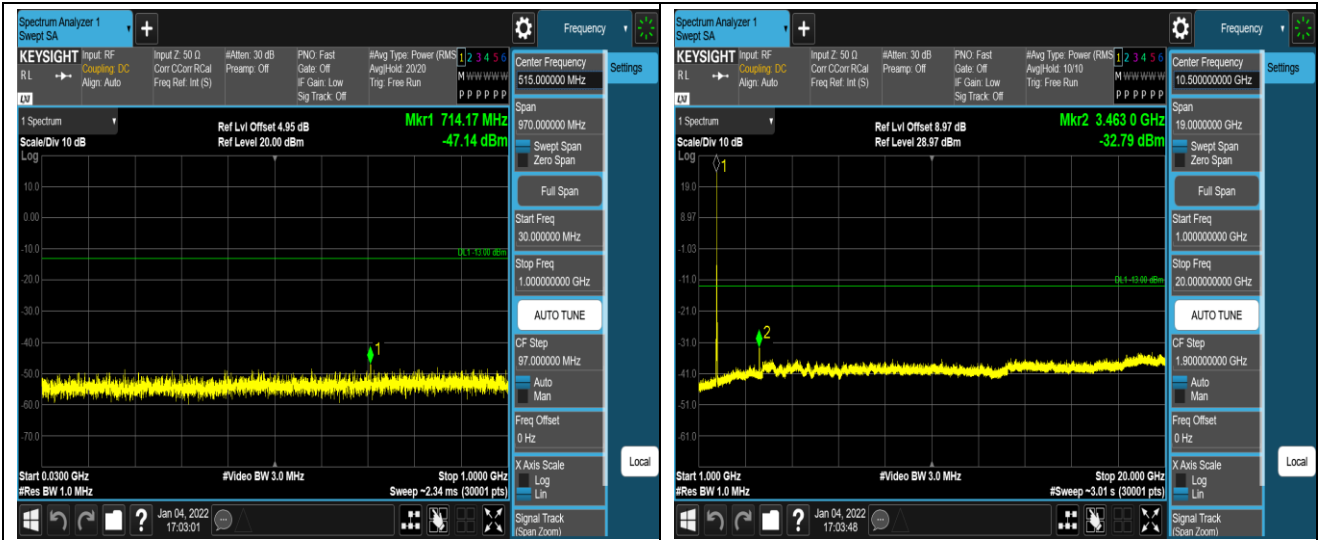 Spectrum Analyzer 1
Swept SA
+
Frequency
KEYSIGHT
RL
LXI
Input: RF
Coupling: DC
Align: Auto
Input Z: 50 Ω
Corr CCorr RCal
Freq Ref: Int (S)
#Atten: 30 dB
Preamp: Off
PNO: Fast
Gate: Off
IF Gain: Low
Sig Track: Off
#Avg Type: Power (RMS
Avg|Hold: 20/20
Trig: Free Run
1 2 3 4 5 6
M W W W W W
P P P P P P
Center Frequency
515.000000 MHz
Settings
1 Spectrum
Scale/Div 10 dB
Log
Ref Lvl Offset 4.95 dB
Ref Level 20.00 dBm
Mkr1 714.17 MHz
-47.14 dBm
10.0
0.00
-10.0
-20.0
-30.0
-40.0
-50.0
-60.0
-70.0
DL1 -13.00 dBm
1
Start 0.0300 GHz
#Res BW 1.0 MHz
#Video BW 3.0 MHz
Stop 1.0000 GHz
Sweep ~2.34 ms (30001 pts)
Span
970.000000 MHz
Swept Span
Zero Span
Full Span
Start Freq
30.000000 MHz
Stop Freq
1.000000000 GHz
AUTO TUNE
CF Step
97.000000 MHz
Auto
Man
Freq Offset
0 Hz
X Axis Scale
Log
Lin
Signal Track
(Span Zoom)
Local
?
Jan 04, 2022
17:03:01
Spectrum Analyzer 1
Swept SA
+
Frequency
KEYSIGHT
RL
LXI
Input: RF
Coupling: DC
Align: Auto
Input Z: 50 Ω
Corr CCorr RCal
Freq Ref: Int (S)
#Atten: 30 dB
Preamp: Off
PNO: Fast
Gate: Off
IF Gain: Low
Sig Track: Off
#Avg Type: Power (RMS
Avg|Hold: 10/10
Trig: Free Run
1 2 3 4 5 6
M W W W W W
P P P P P P
Center Frequency
10.500000000 GHz
Settings
1 Spectrum
Scale/Div 10 dB
Log
Ref Lvl Offset 8.97 dB
Ref Level 28.97 dBm
Mkr2 3.463 0 GHz
-32.79 dBm
19.0
8.97
-1.03
-11.0
-21.0
-31.0
-41.0
-51.0
-61.0
DL1 -13.00 dBm
1
2
Start 1.000 GHz
#Res BW 1.0 MHz
#Video BW 3.0 MHz
Stop 20.000 GHz
#Sweep ~3.01 s (30001 pts)
Span
19.0000000 GHz
Swept Span
Zero Span
Full Span
Start Freq
1.000000000 GHz
Stop Freq
20.000000000 GHz
AUTO TUNE
CF Step
1.900000000 GHz
Auto
Man
Freq Offset
0 Hz
X Axis Scale
Log
Lin
Signal Track
(Span Zoom)
Local
?
Jan 04, 2022
17:03:48